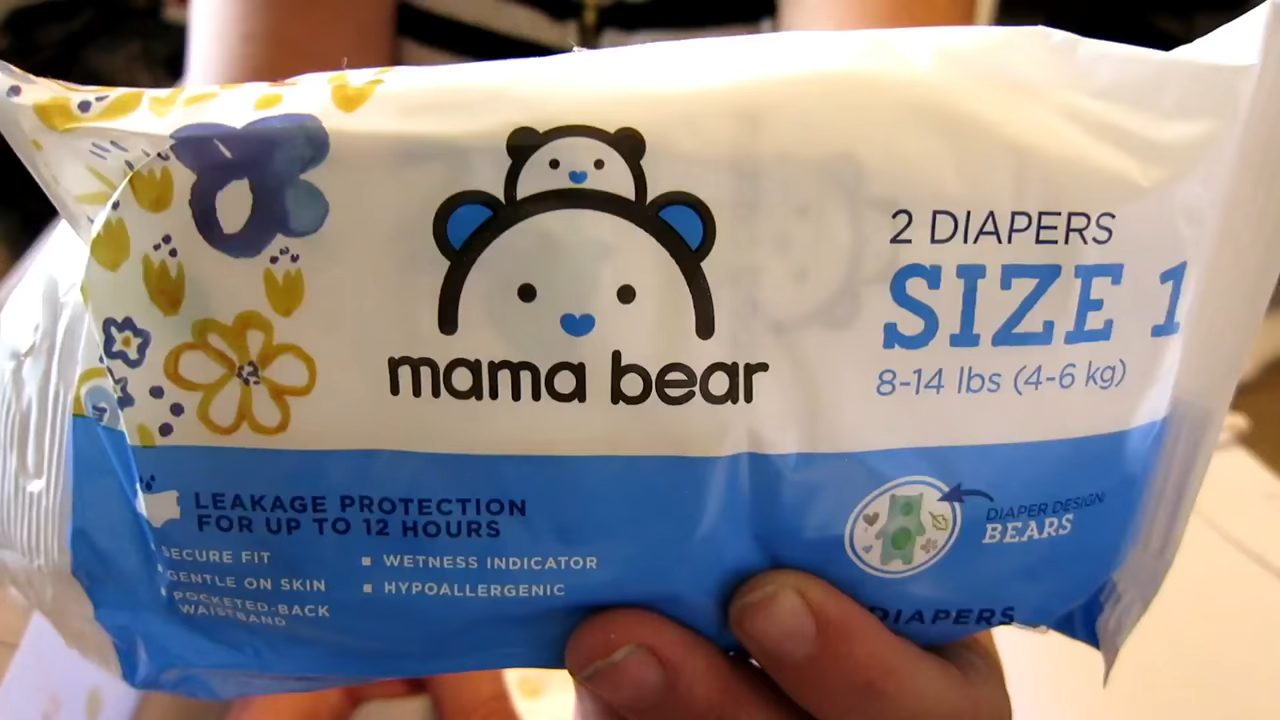 mama bear
2 DIAPERS
SIZE 1
8-14 lbs (4-6 kg)
LEAKAGE PROTECTION
FOR UP TO 12 HOURS
SECURE FIT
GENTLE ON SKIN
POCKETED-BACK
WAISTBAND
WETNESS INDICATOR
HYPOALLERGENIC
DIAPER DESIGN:
BEARS
DIAPERS